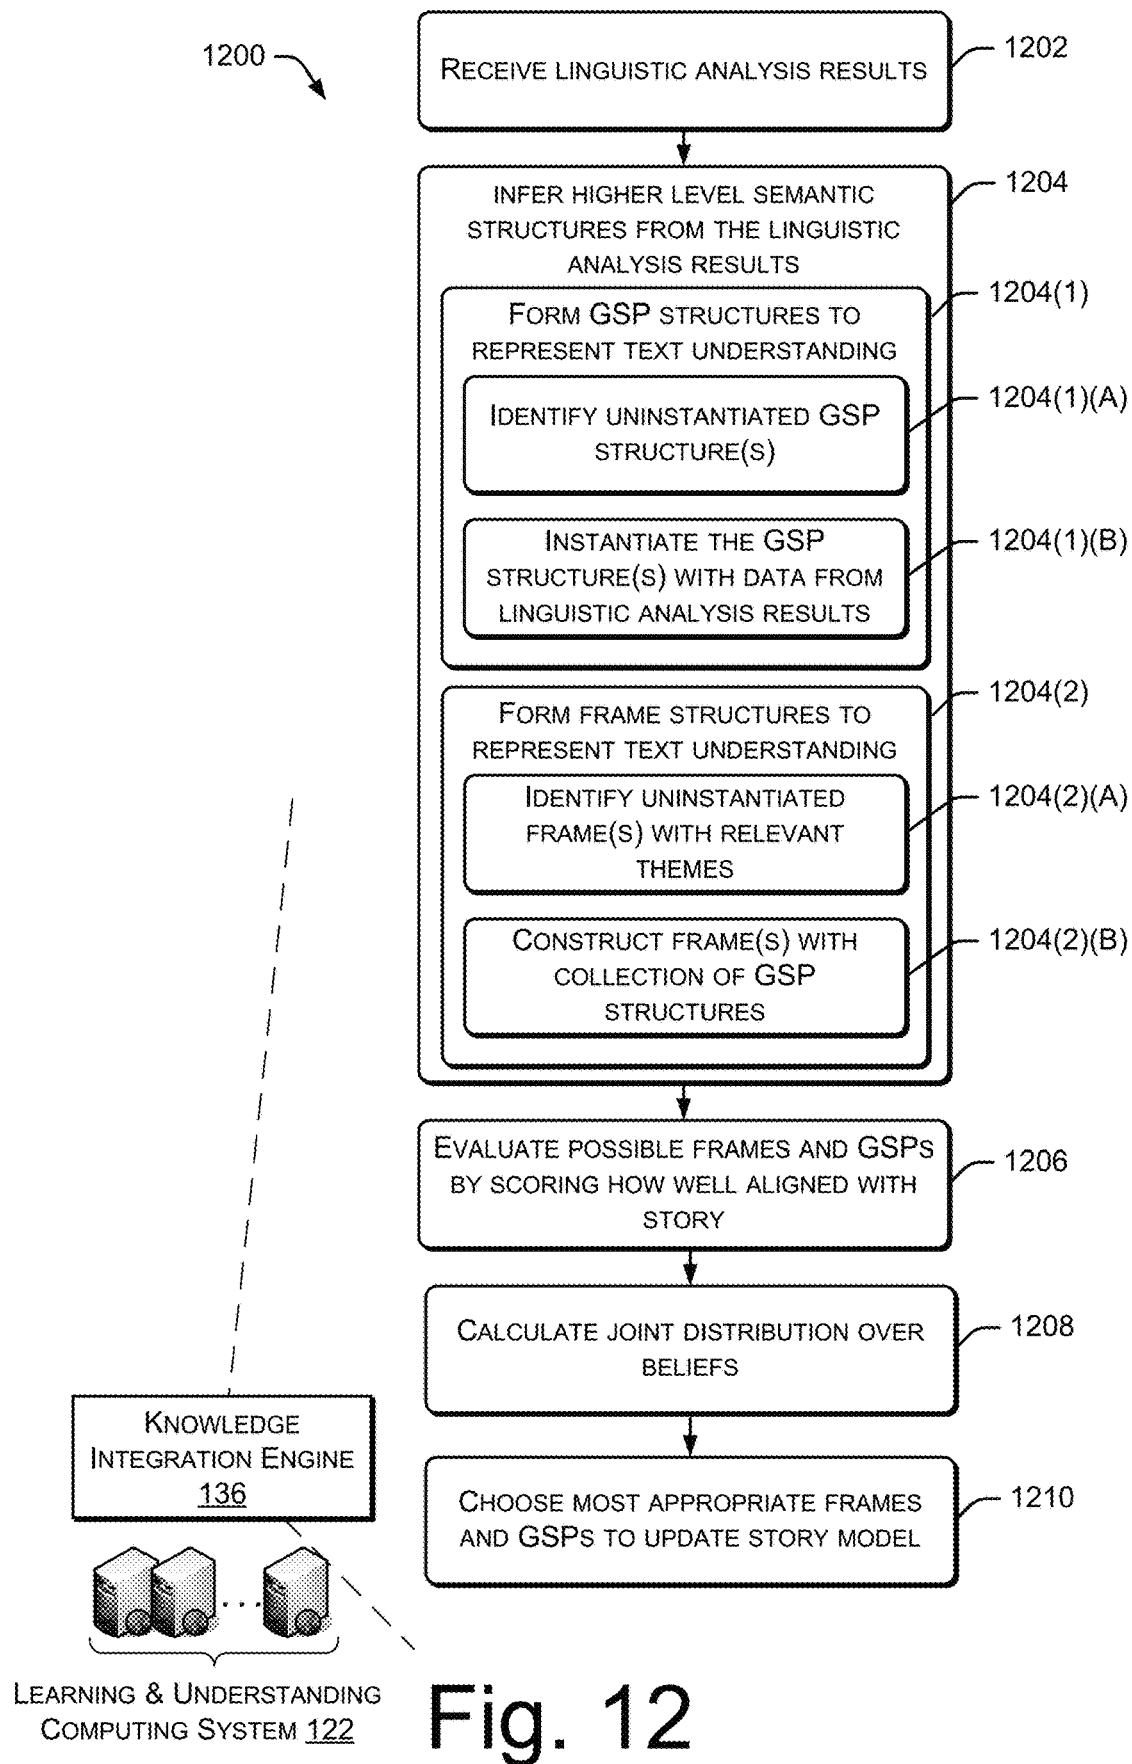 1200
RECEIVE LINGUISTIC ANALYSIS RESULTS
1202
INFER HIGHER LEVEL SEMANTIC
STRUCTURES FROM THE LINGUISTIC
ANALYSIS RESULTS
1204
FORM GSP STRUCTURES TO
REPRESENT TEXT UNDERSTANDING
1204(1)
IDENTIFY UNINSTANTIATED GSP
STRUCTURE(S)
1204(1)(A)
INSTANTIATE THE GSP
STRUCTURE(S) WITH DATA FROM
LINGUISTIC ANALYSIS RESULTS
1204(1)(B)
FORM FRAME STRUCTURES TO
REPRESENT TEXT UNDERSTANDING
1204(2)
IDENTIFY UNINSTANTIATED
FRAME(S) WITH RELEVANT
THEMES
1204(2)(A)
CONSTRUCT FRAME(S) WITH
COLLECTION OF GSP
STRUCTURES
1204(2)(B)
EVALUATE POSSIBLE FRAMES AND GSPS
BY SCORING HOW WELL ALIGNED WITH
STORY
1206
CALCULATE JOINT DISTRIBUTION OVER
BELIEFS
1208
CHOOSE MOST APPROPRIATE FRAMES
AND GSPS TO UPDATE STORY MODEL
1210
KNOWLEDGE
INTEGRATION ENGINE
136
. . .
LEARNING & UNDERSTANDING
COMPUTING SYSTEM 122
Fig. 12